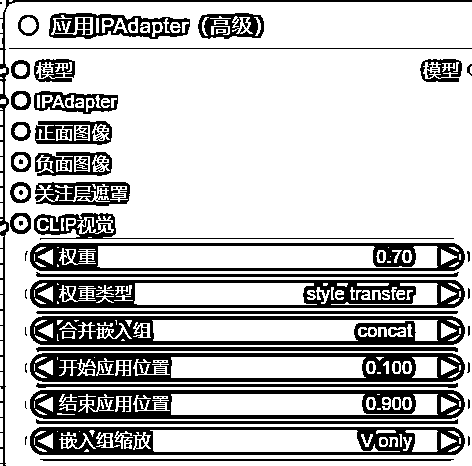 应用IPAdapter（高级）
模型 模型
IPAdapter
正面图像
负面图像
关注层遮罩
CLIP视觉
权重 0.70
权重类型 style transfer
合并嵌入组 concat
开始应用位置 0.100
结束应用位置 0.900
嵌入组缩放 V only